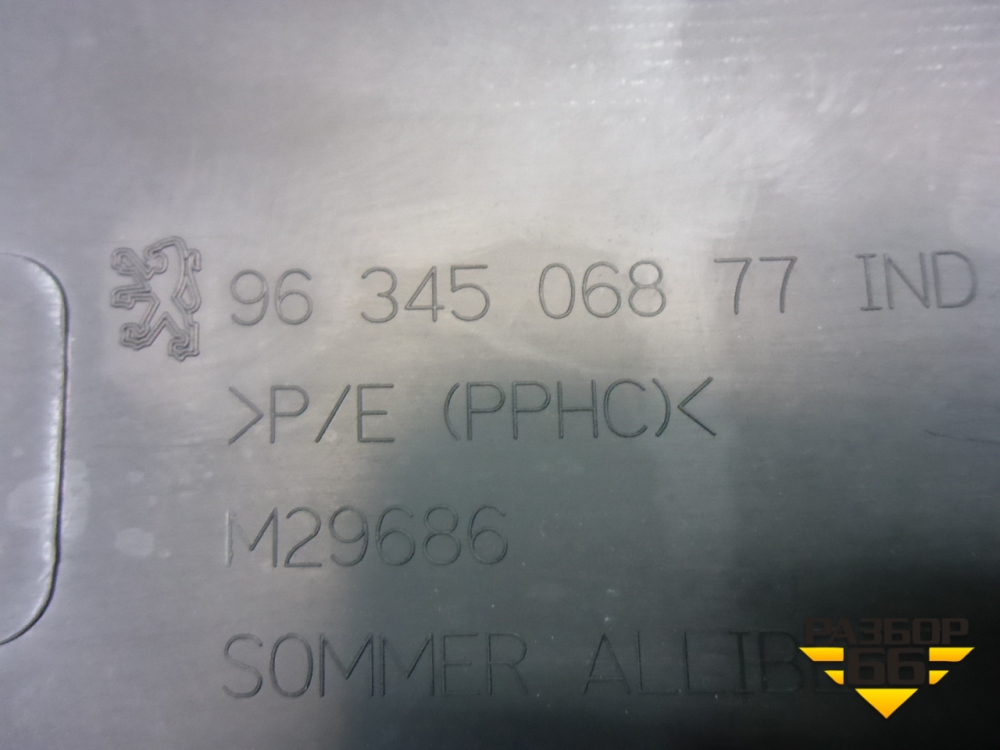 96 345 068 77 IND
>P/E (PPHC)<
M29686
SOMMER
РАЗБОР
66